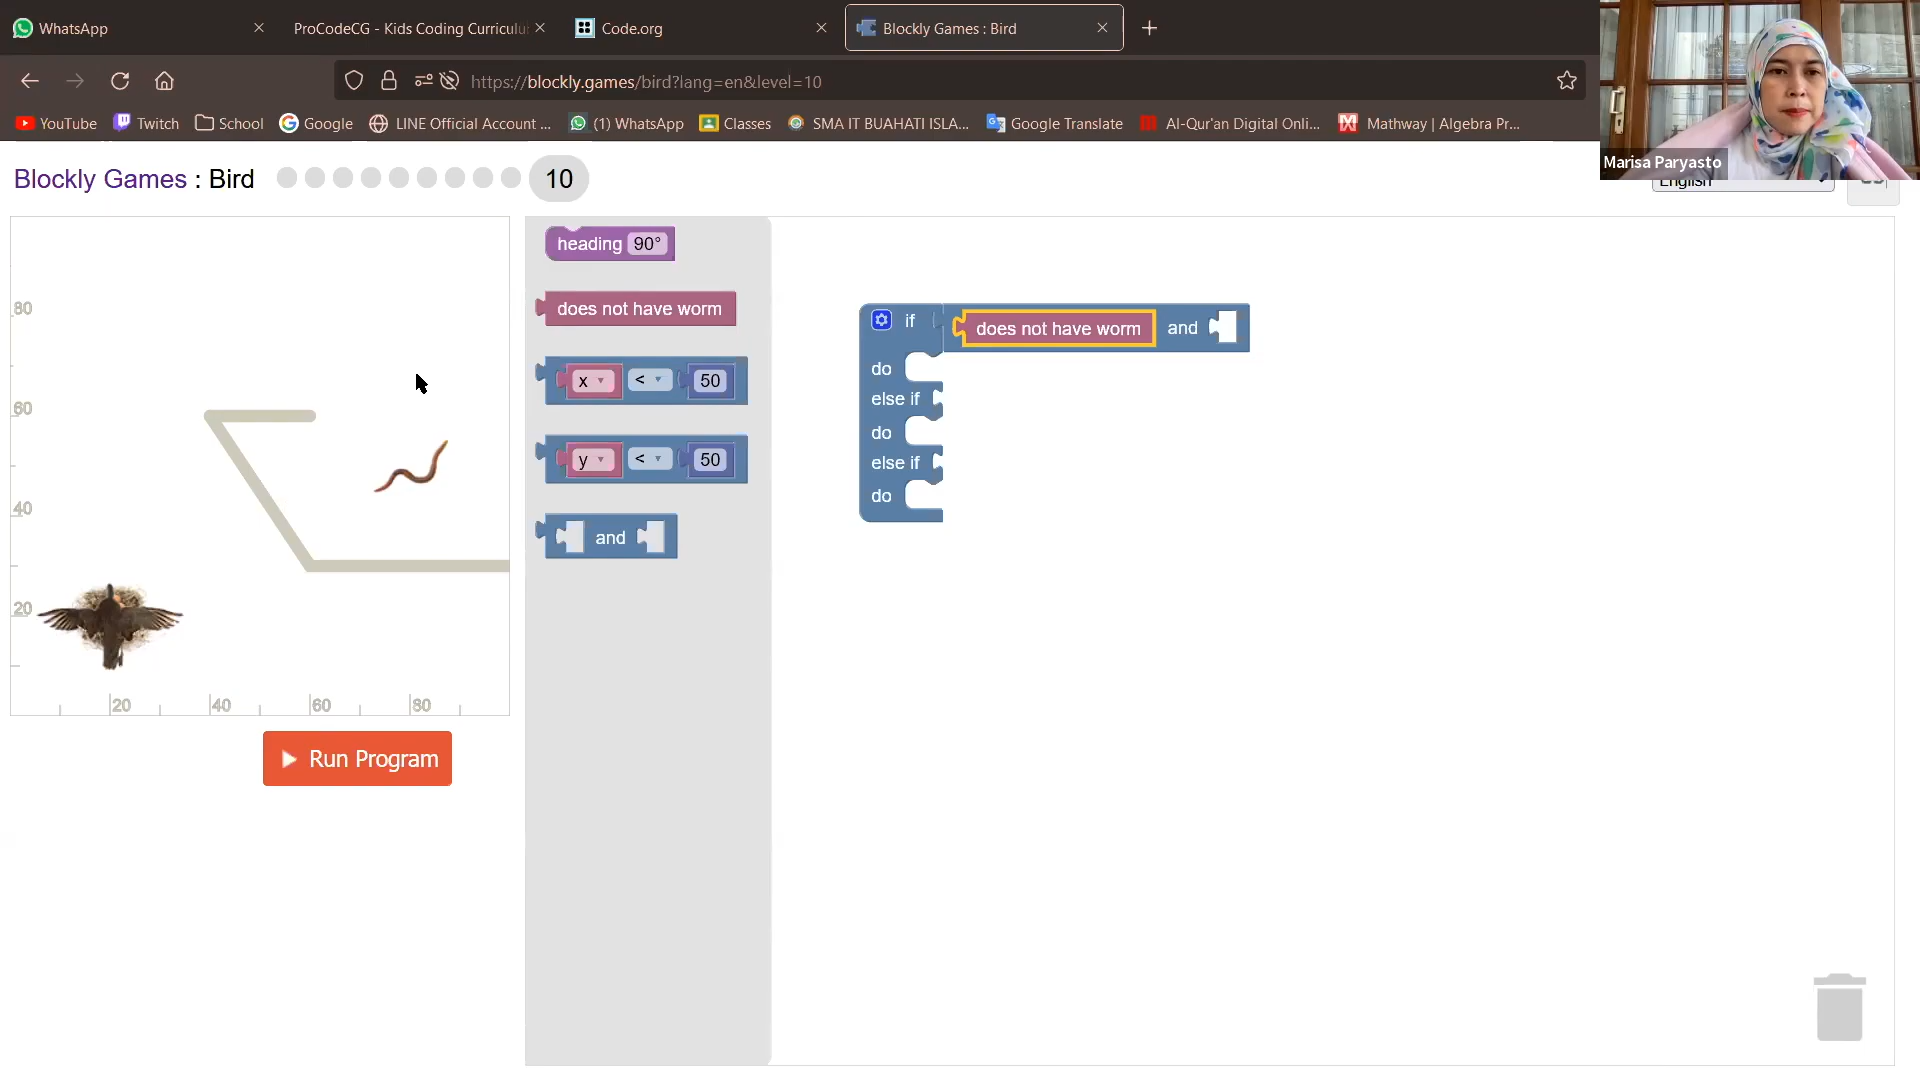 WhatsApp
ProCodeCG - Kids Coding Curriculu
Code.org
Blockly Games : Bird
https://blockly.games/bird?lang=en&level=10
YouTube
Twitch
School
Google
LINE Official Account ...
(1) WhatsApp
Classes
SMA IT BUAHATI ISLA...
Google Translate
Al-Qur'an Digital Onli...
Mathway | Algebra Pr...
Marisa Paryasto
English
Blockly Games : Bird
10
80
60
40
20
20
40
60
80
Run Program
heading 90°
does not have worm
x < 50
y < 50
and
if does not have worm and
do
else if
do
else if
do